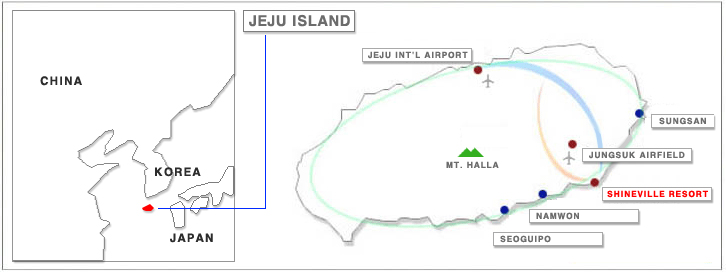 JEJU ISLAND
CHINA
KOREA
JAPAN
JEJU INT'L AIRPORT
SUNGSAN
JUNGSUK AIRFIELD
MT. HALLA
SHINEVILLE RESORT
NAMWON
SEOGUIPO